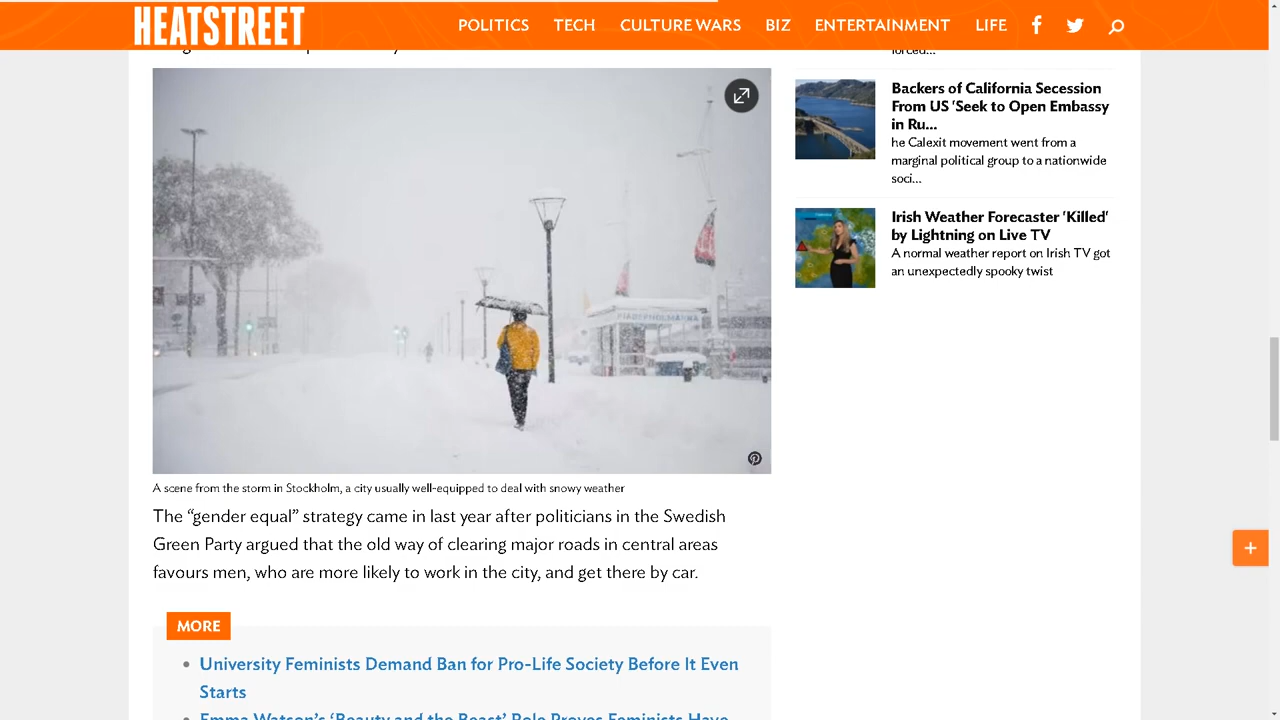 HEATSTREET
POLITICS TECH CULTURE WARS BIZ ENTERTAINMENT LIFE
forced...
Backers of California Secession
From US 'Seek to Open Embassy
in Ru...
he Calexit movement went from a
marginal political group to a nationwide
soci...
Irish Weather Forecaster 'Killed'
by Lightning on Live TV
A normal weather report on Irish TV got
an unexpectedly spooky twist
A scene from the storm in Stockholm, a city usually well-equipped to deal with snowy weather
The “gender equal” strategy came in last year after politicians in the Swedish
Green Party argued that the old way of clearing major roads in central areas
favours men, who are more likely to work in the city, and get there by car.
MORE
• University Feminists Demand Ban for Pro-Life Society Before It Even
Starts
• Emma Watson's ‘Beauty and the Beast’ Role Proves Feminists Have